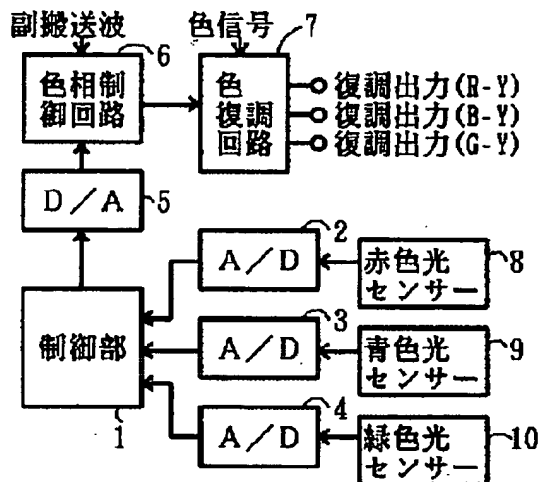 副搬送波
色信号
6
7
色相制
御回路
色
復調
回路
復調出力(R-Y)
復調出力(B-Y)
復調出力(G-Y)
D／A
5
2
A／D
赤色光
センサー
8
3
制御部
A／D
青色光
センサー
9
1
4
A／D
緑色光
センサー
10